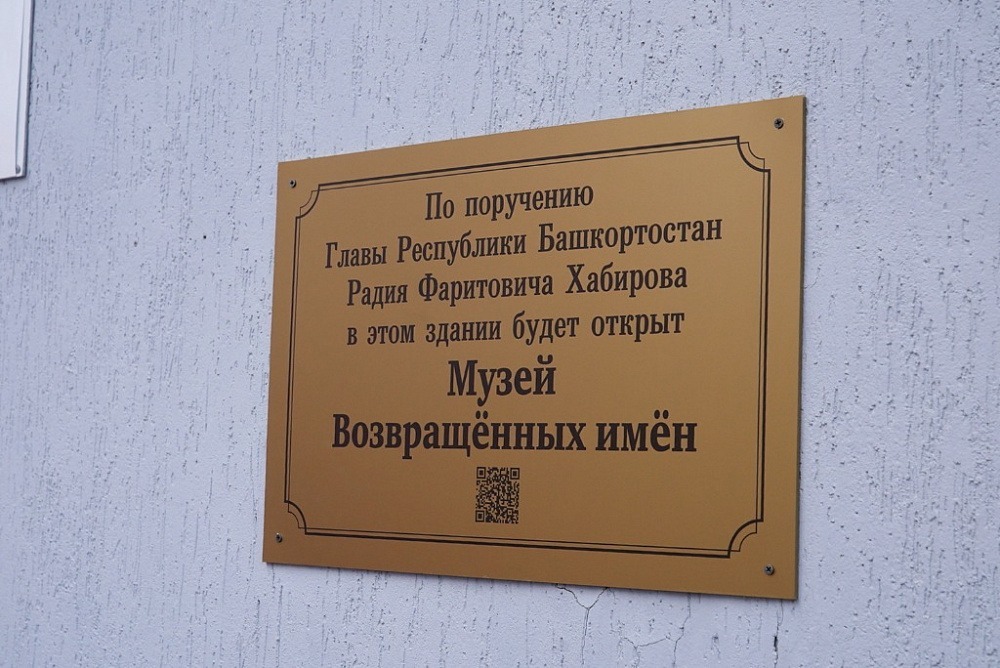 По поручению
Главы Республики Башкортостан
Радия Фаритовича Хабирова
в этом здании будет открыт
Музей
Возвращённых имён